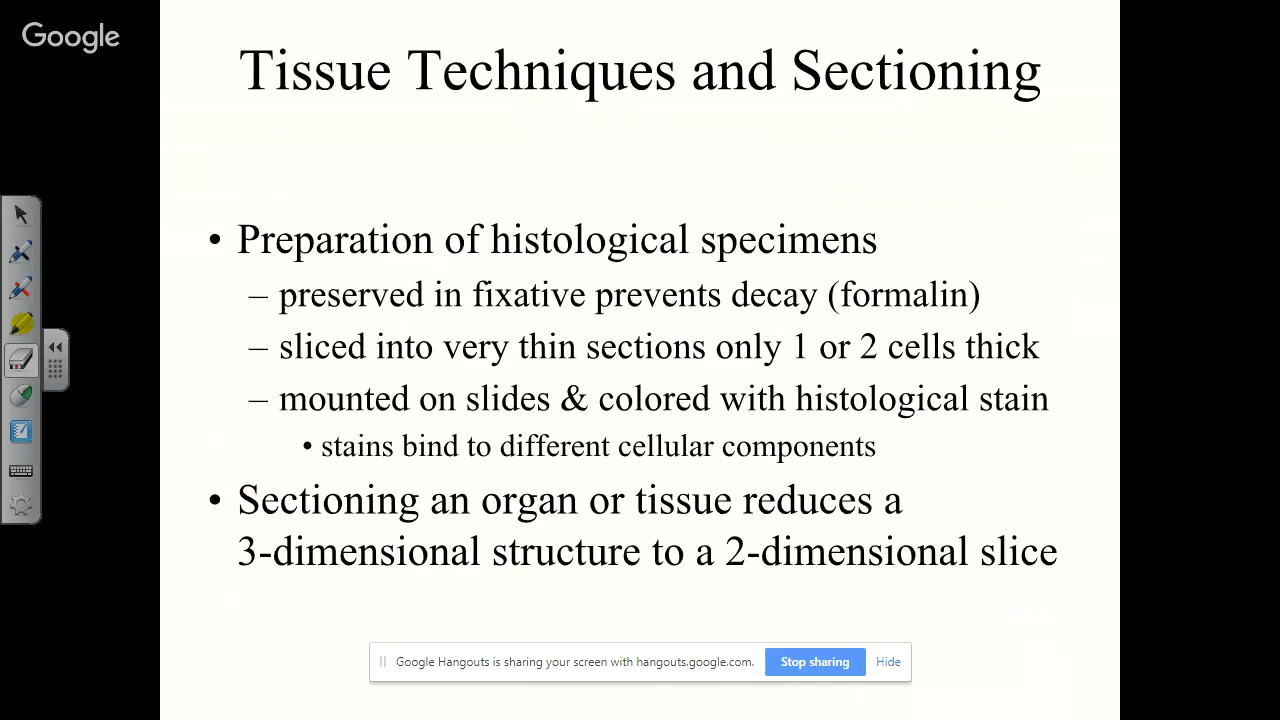 Google
Tissue Techniques and Sectioning
• Preparation of histological specimens
– preserved in fixative prevents decay (formalin)
– sliced into very thin sections only 1 or 2 cells thick
– mounted on slides & colored with histological stain
• stains bind to different cellular components
• Sectioning an organ or tissue reduces a
3-dimensional structure to a 2-dimensional slice
Google Hangouts is sharing your screen with hangouts.google.com. Stop sharing Hide